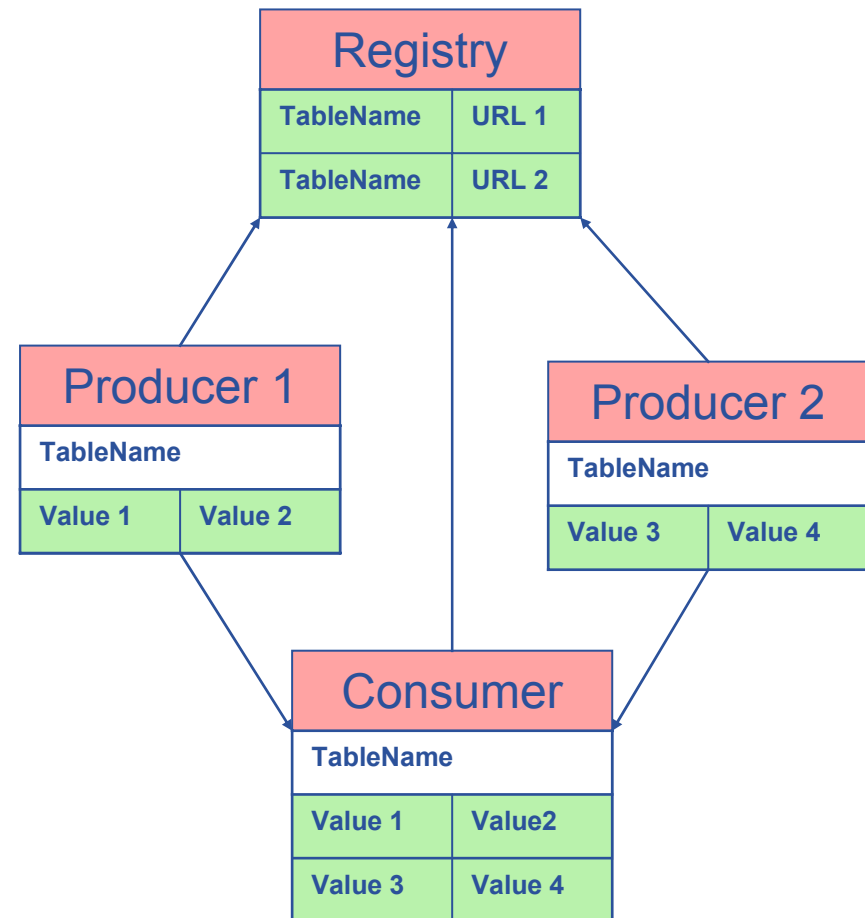 Registry
TableName URL 1
TableName URL 2
Producer 1
TableName
Value 1 Value 2
Producer 2
TableName
Value 3 Value 4
Consumer
TableName
Value 1 Value2
Value 3 Value 4